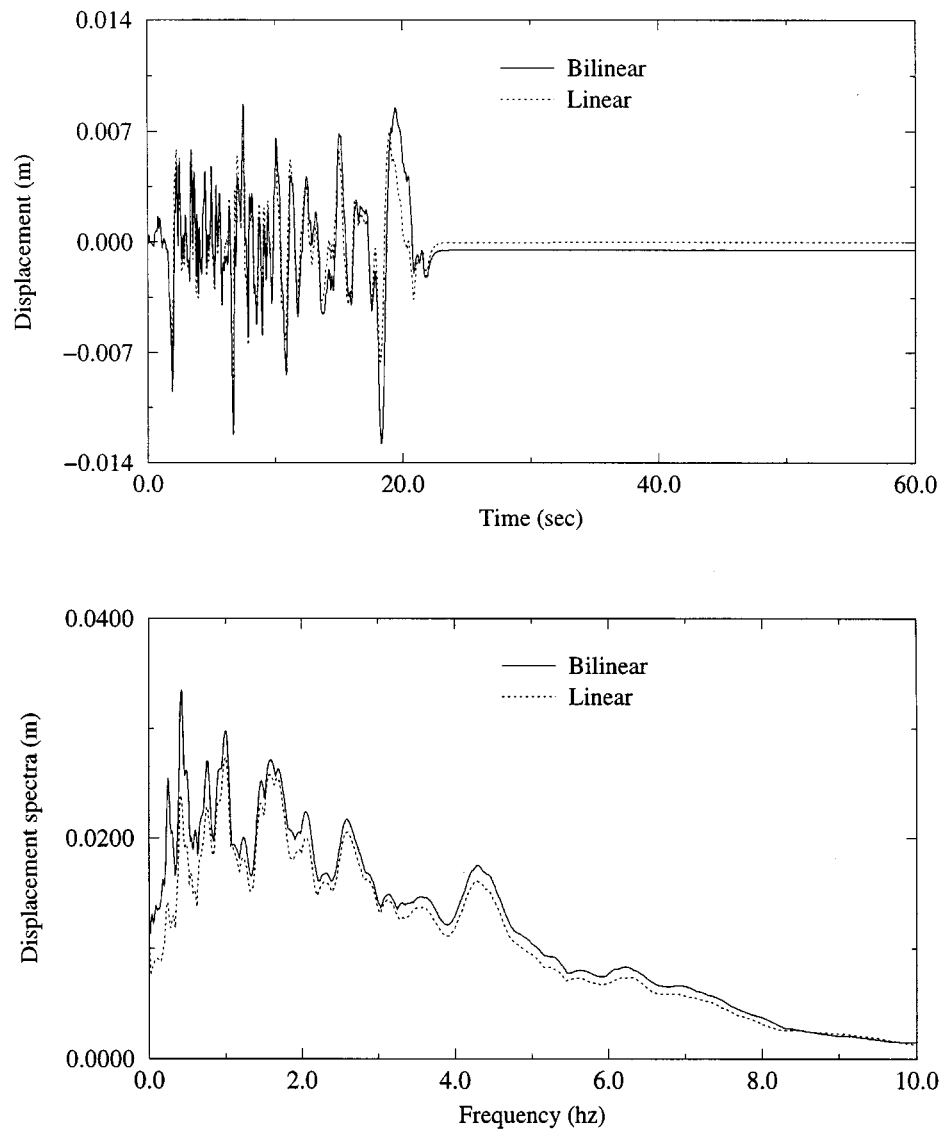 0.014
0.007
0.000
−0.007
−0.014
Displacement (m)
Bilinear
Linear
0.0
20.0
40.0
60.0
Time (sec)
0.0400
0.0200
0.0000
Displacement spectra (m)
Bilinear
Linear
0.0
2.0
4.0
6.0
8.0
10.0
Frequency (hz)